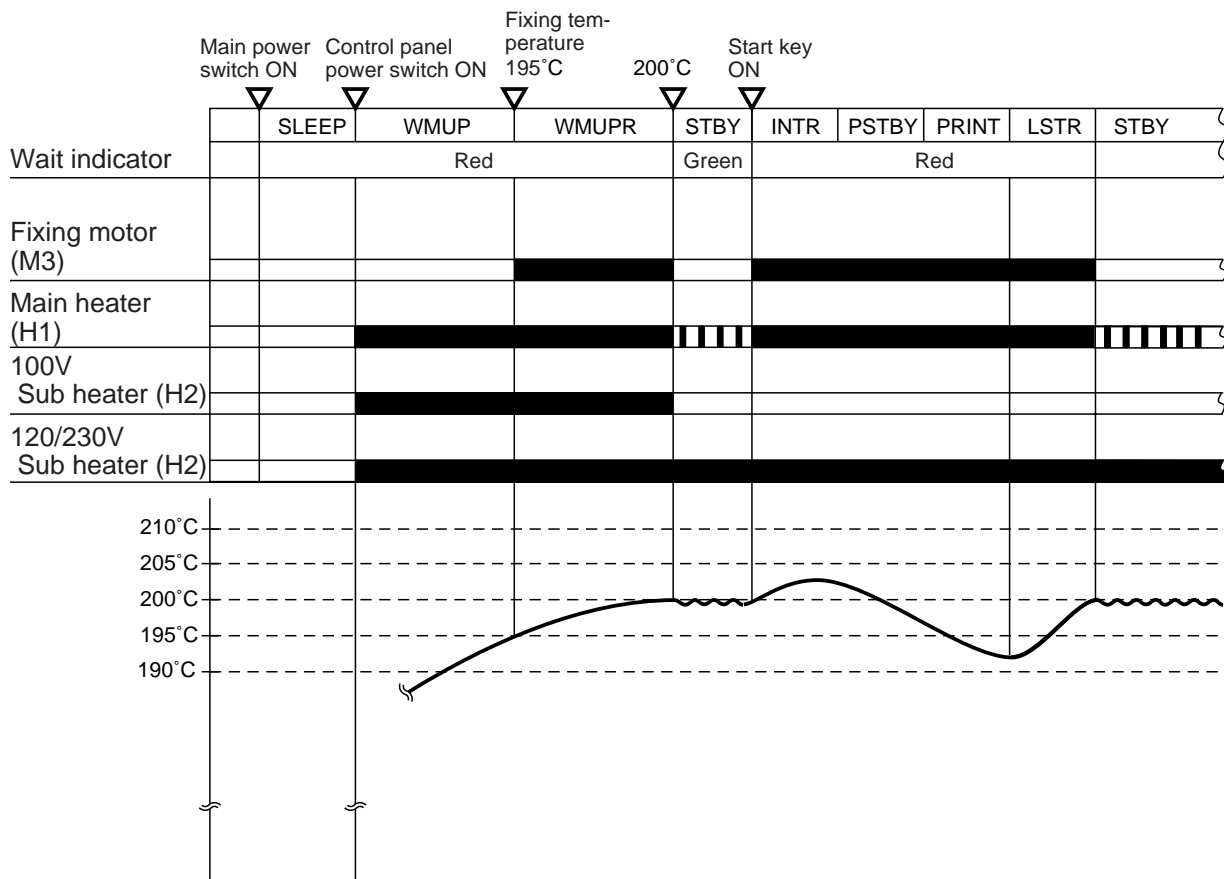 Fixing tem-
Main power Control panel perature Start key
switch ON power switch ON 195˚C 200˚C ON
SLEEP WMUP WMUPR STBY INTR PSTBY PRINT LSTR STBY
Wait indicator Red Green Red
Fixing motor
(M3)
Main heater
(H1)
100V
Sub heater (H2)
120/230V
Sub heater (H2)
210˚C
205˚C
200˚C
195˚C
190˚C